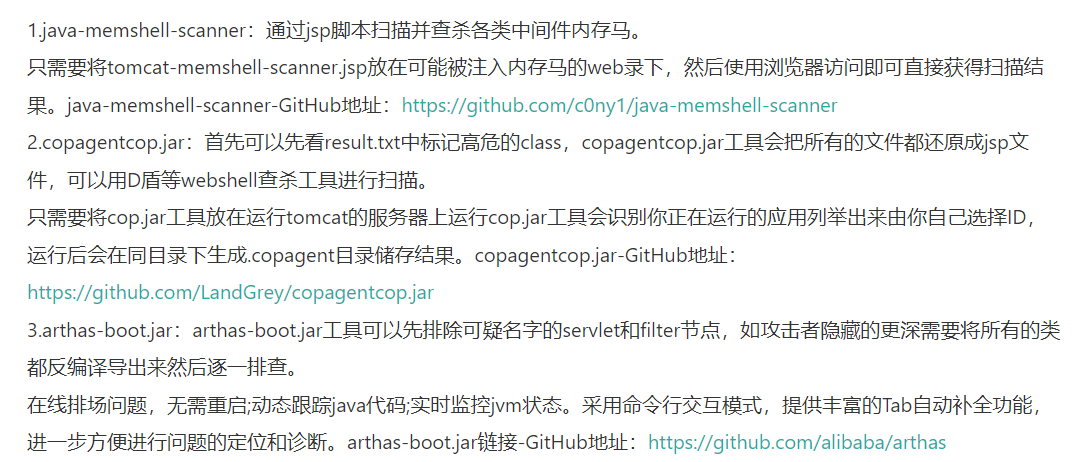 1.java-memshell-scanner：通过jsp脚本扫描并查杀各类中间件内存马。
只需要将tomcat-memshell-scanner.jsp放在可能被注入内存马的web录下，然后使用浏览器访问即可直接获得扫描结
果。java-memshell-scanner-GitHub地址：https://github.com/c0ny1/java-memshell-scanner
2.copagentcop.jar：首先可以先看result.txt中标记高危的class，copagentcop.jar工具会把所有的文件都还原成jsp文
件，可以用D盾等webshell查杀工具进行扫描。
只需要将cop.jar工具放在运行tomcat的服务器上运行cop.jar工具会识别你正在运行的应用列举出来由你自己选择ID，
运行后会在同目录下生成.copagent目录储存结果。copagentcop.jar-GitHub地址：
https://github.com/LandGrey/copagentcop.jar
3.arthas-boot.jar：arthas-boot.jar工具可以先排除可疑名字的servlet和filter节点，如攻击者隐藏的更深需要将所有的类
都反编译导出来然后逐一排查。
在线排场问题，无需重启;动态跟踪java代码;实时监控jvm状态。采用命令行交互模式，提供丰富的Tab自动补全功能，
进一步方便进行问题的定位和诊断。arthas-boot.jar链接-GitHub地址：https://github.com/alibaba/arthas